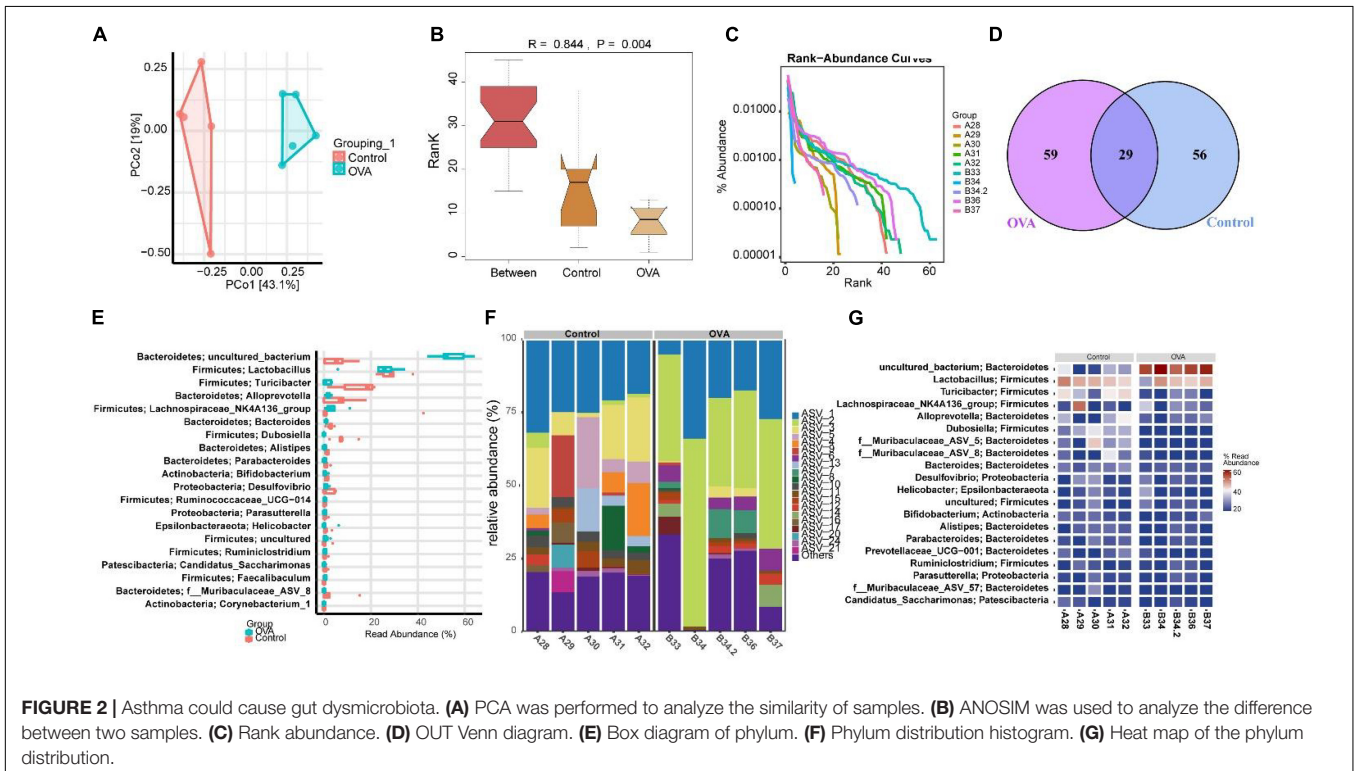 A
0.25
0.00
−0.25
−0.50
PCo2 [19%]
−0.25 0.00 0.25
PCo1 [43.1%]
Grouping_1
Control
OVA
B
R = 0.844 , P = 0.004
RanK
40
30
20
10
0
Between Control OVA
C
Rank−Abundance Curves
% Abundance
0.01000
0.00100
0.00010
0.00001
0 20 40 60
Rank
Group
A28
A29
A30
A31
A32
B33
B34
B34.2
B36
B37
D
59 29 56
OVA
Control
E
Bacteroidetes; uncultured_bacterium
Firmicutes; Lactobacillus
Firmicutes; Turicibacter
Bacteroidetes; Alloprevotella
Firmicutes; Lachnospiraceae_NK4A136_group
Bacteroidetes; Bacteroides
Firmicutes; Dubosiella
Bacteroidetes; Alistipes
Bacteroidetes; Parabacteroides
Actinobacteria; Bifidobacterium
Proteobacteria; Desulfovibrio
Firmicutes; Ruminococcaceae_UCG-014
Proteobacteria; Parasutterella
Epsilonbacteraeota; Helicobacter
Firmicutes; uncultured
Firmicutes; Ruminiclostridium
Patescibacteria; Candidatus_Saccharimonas
Firmicutes; Faecalibaculum
Bacteroidetes; f__Muribaculaceae_ASV_8
Actinobacteria; Corynebacterium_1
0 20 40 60
Read Abundance (%)
Group
OVA
Control
F
Control OVA
relative abundance (%)
100
75
50
25
0
A28 A29 A30 A31 A32 B33 B34 B34.2 B36 B37
ASV_1
ASV_2
ASV_13
ASV_21
Others
G
Control OVA
uncultured_bacterium; Bacteroidetes
Lactobacillus; Firmicutes
Turicibacter; Firmicutes
Lachnospiraceae_NK4A136_group; Firmicutes
Alloprevotella; Bacteroidetes
Dubosiella; Firmicutes
f__Muribaculaceae_ASV_5; Bacteroidetes
f__Muribaculaceae_ASV_8; Bacteroidetes
Bacteroides; Bacteroidetes
Desulfovibrio; Proteobacteria
Helicobacter; Epsilonbacteraeota
uncultured; Firmicutes
Bifidobacterium; Actinobacteria
Alistipes; Bacteroidetes
Parabacteroides; Bacteroidetes
Prevotellaceae_UCG-001; Bacteroidetes
Ruminiclostridium; Firmicutes
Parasutterella; Proteobacteria
f__Muribaculaceae_ASV_57; Bacteroidetes
Candidatus_Saccharimonas; Patescibacteria
A28 A29 A30 A31 A32 B33 B34 B34.2 B36 B37
% Read
Abundance
60
40
20
FIGURE 2 | Asthma could cause gut dysmicrobiota. (A) PCA was performed to analyze the similarity of samples. (B) ANOSIM was used to analyze the difference
between two samples. (C) Rank abundance. (D) OUT Venn diagram. (E) Box diagram of phylum. (F) Phylum distribution histogram. (G) Heat map of the phylum
distribution.